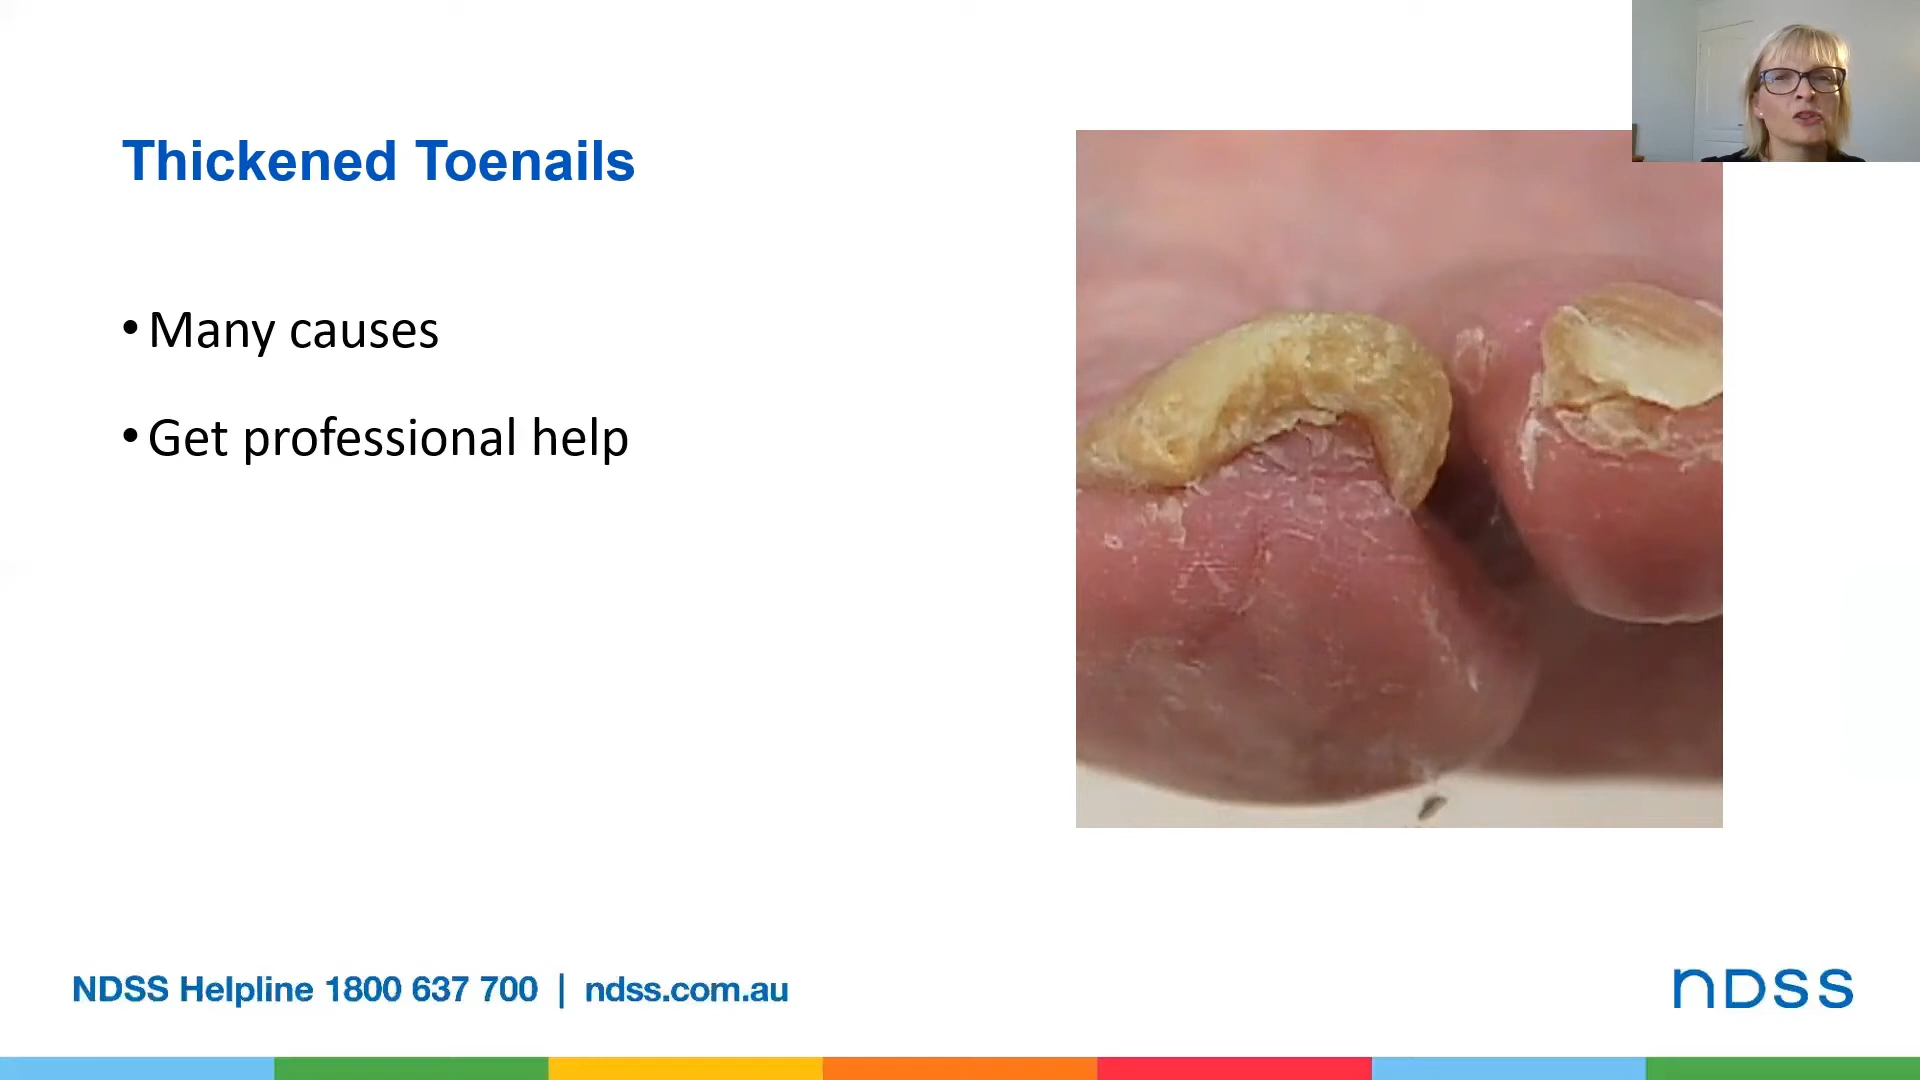 Thickened Toenails
• Many causes
• Get professional help
NDSS Helpline 1800 637 700 | ndss.com.au
NDSS